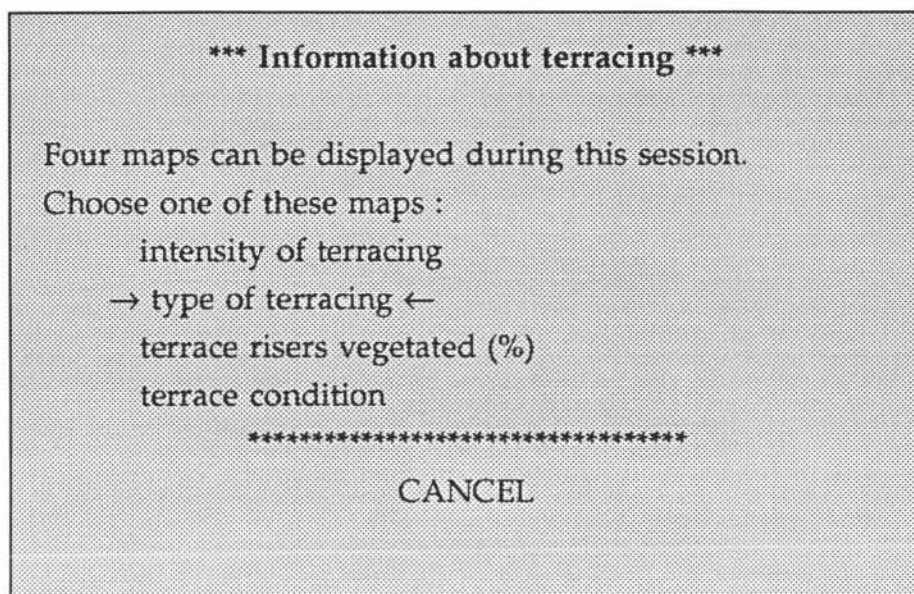 *** Information about terracing ***
Four maps can be displayed during this session.
Choose one of these maps :
intensity of terracing
→ type of terracing ←
terrace risers vegetated (%)
terrace condition
***********************************
CANCEL